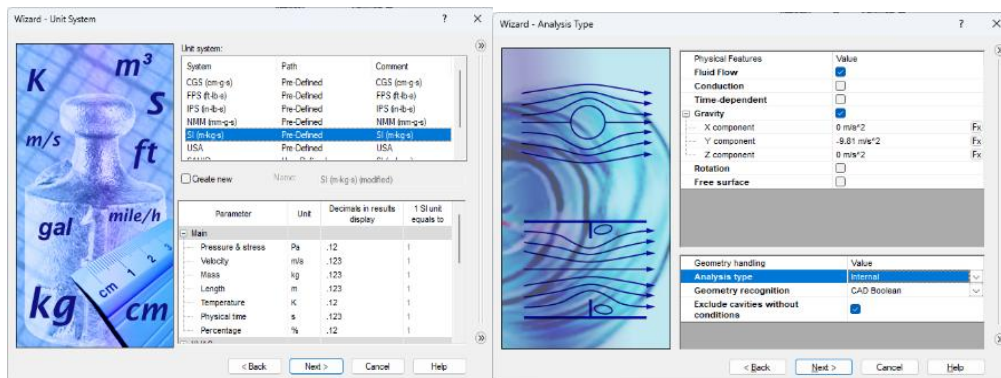 Wizard - Unit System ? ×
K m³ S m/s ft gal mile/h cm 1 2 3 kg cm
Unit system:
System Path Comment
CGS (cm-g-s) Pre-Defined CGS (cm-g-s)
FPS (ft-lb-s) Pre-Defined FPS (ft-lb-s)
IPS (in-lb-s) Pre-Defined IPS (in-lb-s)
NMM (mm-g-s) Pre-Defined NMM (mm-g-s)
SI (m-kg-s) Pre-Defined SI (m-kg-s)
USA Pre-Defined USA
Create new Name: SI (m-kg-s) (modified)
Parameter Unit Decimals in results display 1 SI unit equals to
Main
Pressure & stress Pa .12 1
Velocity m/s .123 1
Mass kg .123 1
Length m .123 1
Temperature K .12 1
Physical time s .123 1
Percentage % .12 1
< Back Next > Cancel Help
Wizard - Analysis Type ? ×
Physical Features Value
Fluid Flow
Conduction
Time-dependent
Gravity
X component 0 m/s^2 Fx
Y component -9.81 m/s^2 Fx
Z component 0 m/s^2 Fx
Rotation
Free surface
Geometry handling Value
Analysis type Internal
Geometry recognition CAD Boolean
Exclude cavities without
conditions
< Back Next > Cancel Help